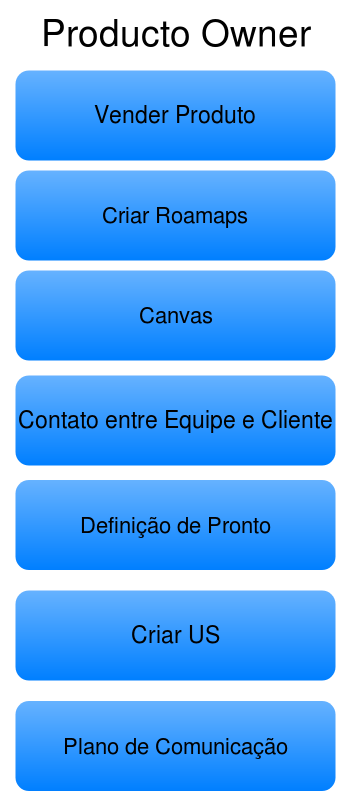 Producto Owner
Vender Produto
Criar Roamaps
Canvas
Contato entre Equipe e Cliente
Definição de Pronto
Criar US
Plano de Comunicação